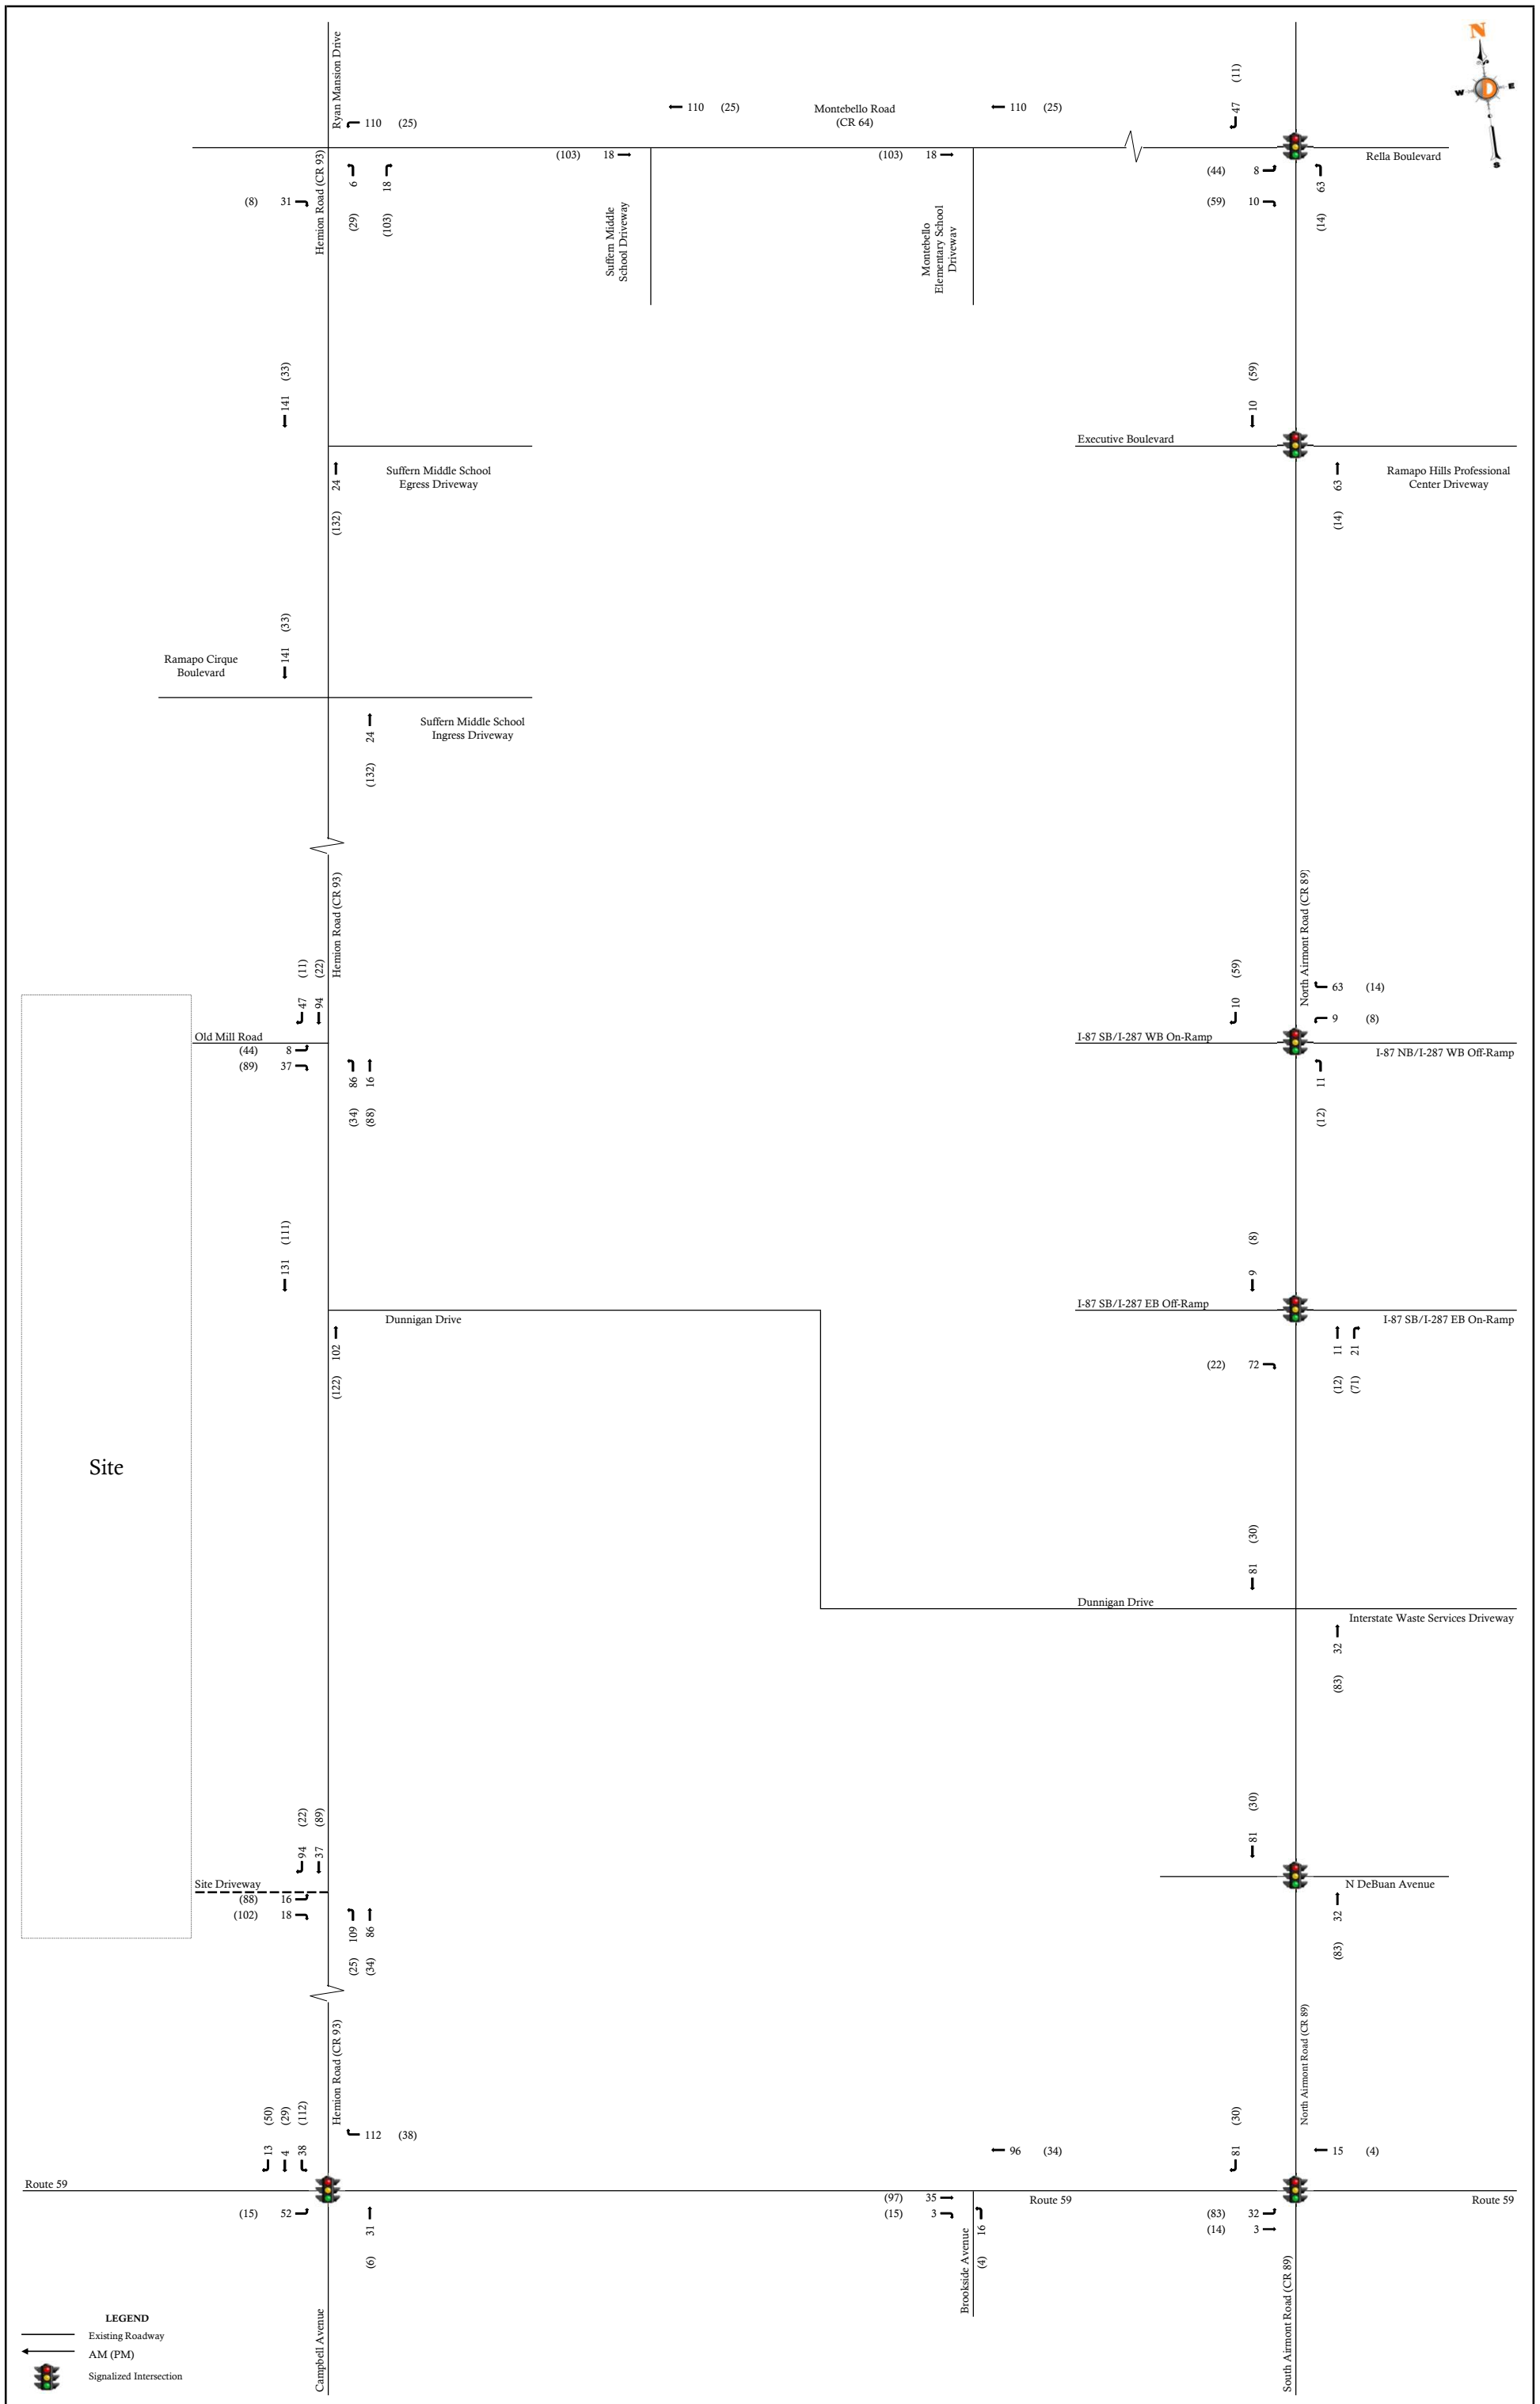 N
W
D
E
S
Ryan Mansion Drive
110 (25)
110 (25)
Montebello Road
(CR 64)
110 (25)
47 (11)
Rella Boulevard
Hemion Road (CR 93)
(8) 31
6 (29)
18 (103)
(103) 18
Suffern Middle
School Driveway
(103) 18
Montebello
Elementary School
Driveway
(44) 8
(59) 10
63 (14)
141 (33)
Suffern Middle School
Egress Driveway
24 (132)
10 (59)
Executive Boulevard
63 (14)
Ramapo Hills Professional
Center Driveway
141 (33)
Ramapo Cirque
Boulevard
24 (132)
Suffern Middle School
Ingress Driveway
Hemion Road (CR 93)
North Airmont Road (CR 89)
47 (11)
94 (22)
Old Mill Road
(44) 8
(89) 37
86 (34)
16 (88)
10 (59)
63 (14)
9 (8)
I-87 SB/I-287 WB On-Ramp
I-87 NB/I-287 WB Off-Ramp
11 (12)
131 (111)
Dunnigan Drive
102 (122)
9 (8)
I-87 SB/I-287 EB Off-Ramp
I-87 SB/I-287 EB On-Ramp
(22) 72
11 (12)
21 (71)
Site
81 (30)
Dunnigan Drive
Interstate Waste Services Driveway
32 (83)
94 (22)
37 (89)
Site Driveway
(88) 16
(102) 18
109 (25)
86 (34)
81 (30)
N DeBuan Avenue
32 (83)
Hemion Road (CR 93)
North Airmont Road (CR 89)
13 (50)
4 (29)
38 (112)
112 (38)
96 (34)
81 (30)
15 (4)
Route 59
(15) 52
31 (6)
(97) 35
(15) 3
Route 59
16 (4)
Brookside Avenue
(83) 32
(14) 3
Route 59
Campbell Avenue
South Airmont Road (CR 89)
LEGEND
Existing Roadway
AM (PM)
Signalized Intersection